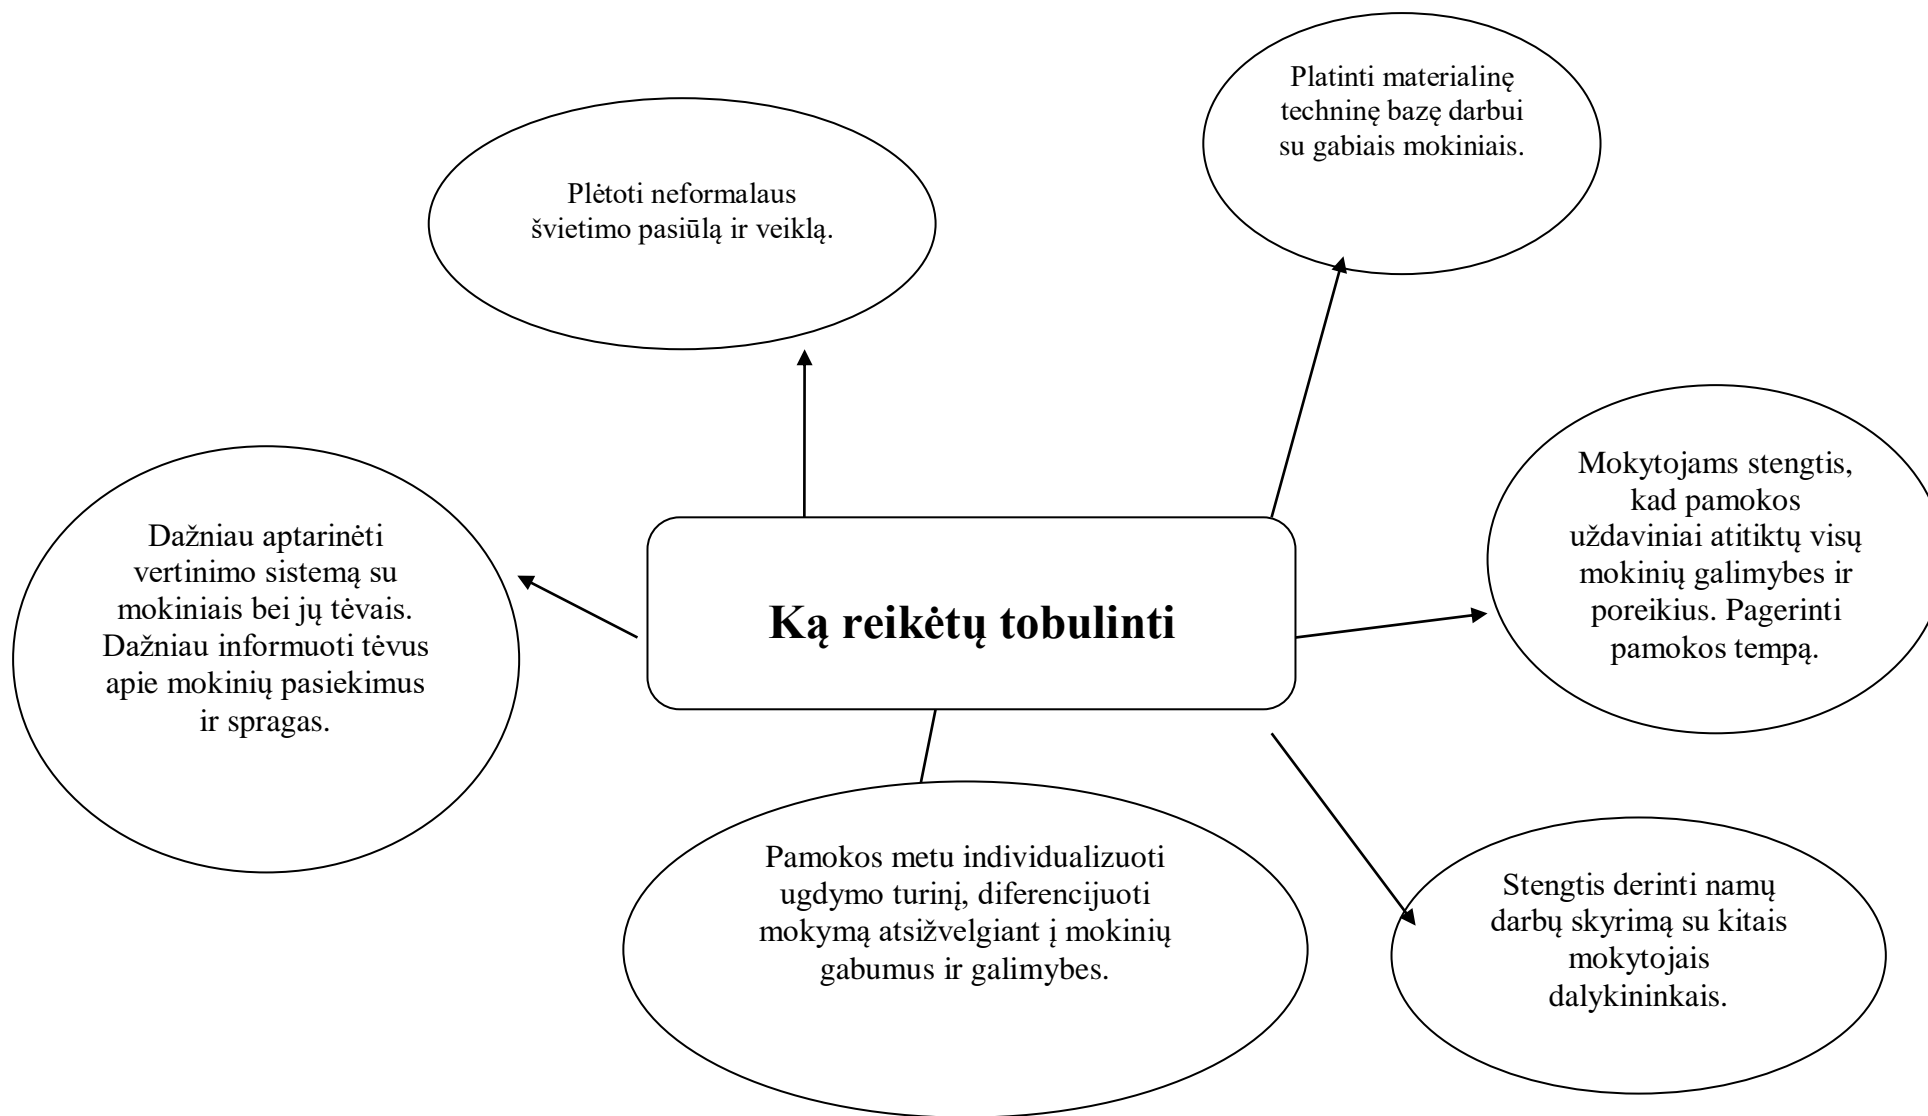 Platinti materialinę
techninę bazę darbui
su gabiais mokiniais.
Plėtoti neformalaus
švietimo pasiūlą ir veiklą.
Mokytojams stengtis,
kad pamokos
uždaviniai atitiktų visų
mokinių galimybes ir
poreikius. Pagerinti
pamokos tempą.
Dažniau aptarinėti
vertinimo sistemą su
mokiniais bei jų tėvais.
Dažniau informuoti tėvus
apie mokinių pasiekimus
ir spragas.
Ką reikėtų tobulinti
Pamokos metu individualizuoti
ugdymo turinį, diferencijuoti
mokymą atsižvelgiant į mokinių
gabumus ir galimybes.
Stengtis derinti namų
darbų skyrimą su kitais
mokytojais
dalykininkais.